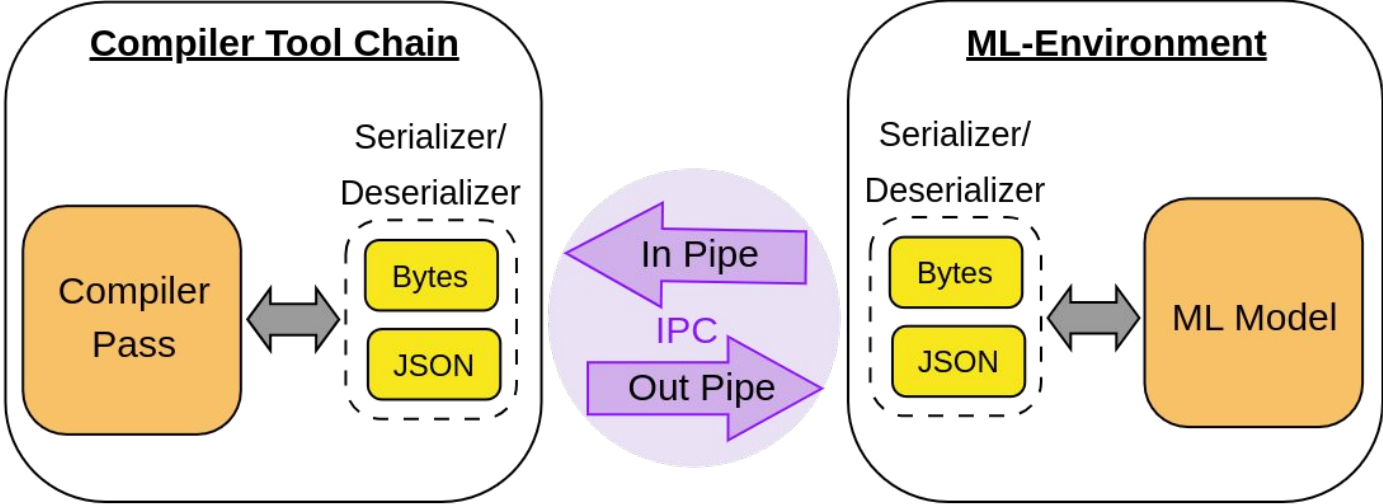 Compiler Tool Chain
Serializer/
Deserializer
Compiler
Pass
Bytes
JSON
In Pipe
IPC
Out Pipe
ML-Environment
Serializer/
Deserializer
Bytes
JSON
ML Model